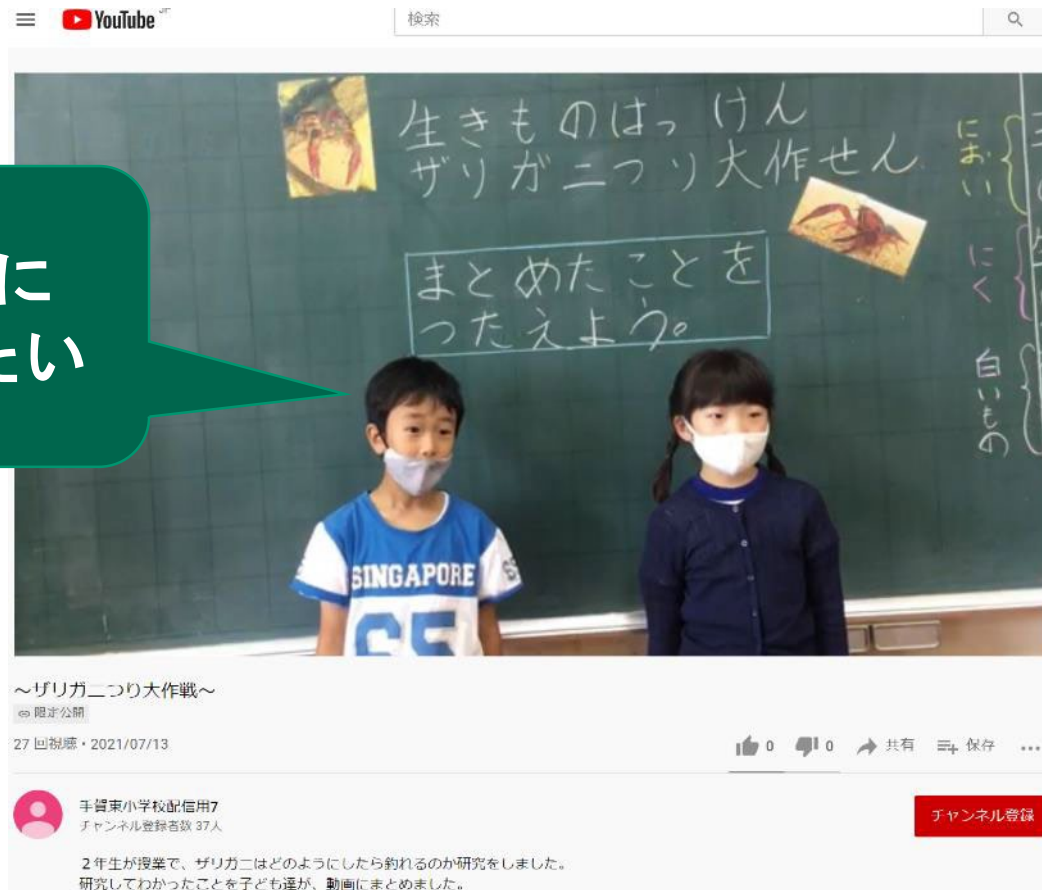 YouTube JP
検索
生きものはっけん
ザリガニつり大作せん
まとめたことを
つたえよう。
におい
にく
白いもの
に
たい
SINGAPORE
65
～ザリガニつり大作戦～
限定公開
27 回視聴・2021/07/13
0 0 共有 保存 …
手賀東小学校配信用7
チャンネル登録者数 37人
チャンネル登録
２年生が授業で、ザリガニはどのようにしたら釣れるのか研究をしました。
研究してわかったことを子ども達が、動画にまとめました。